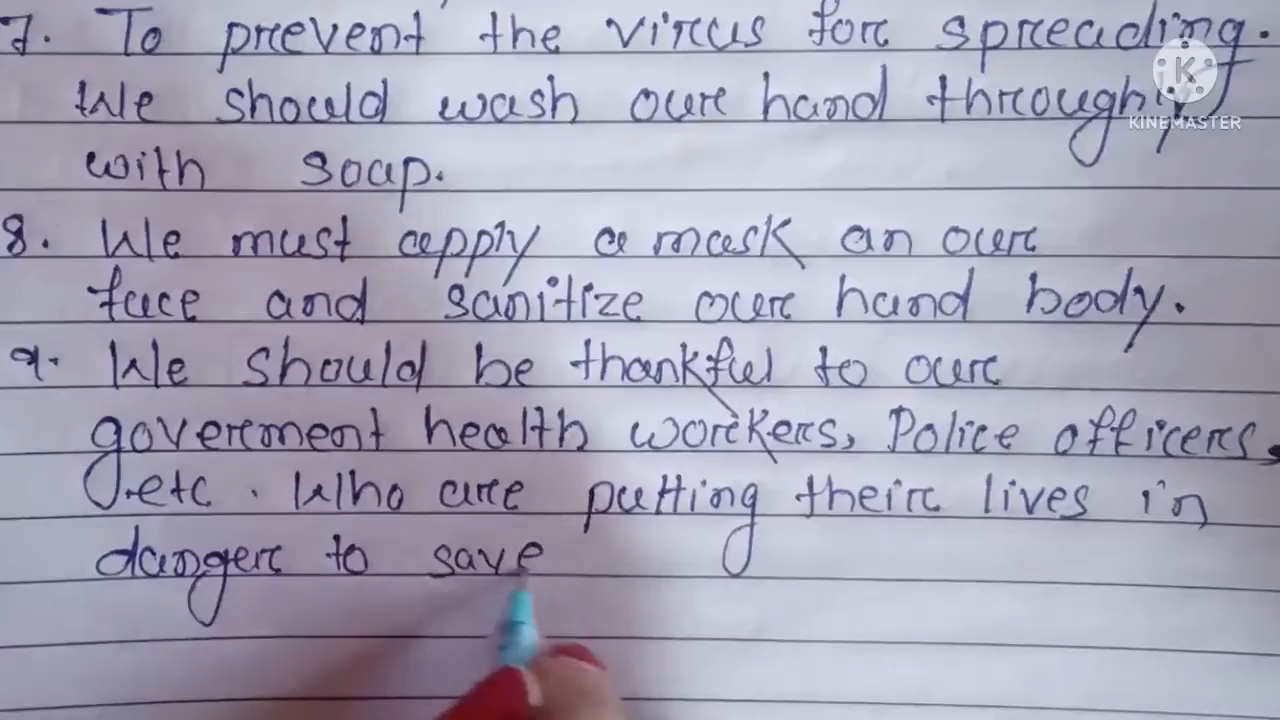 7. To prevent the virus for spreading.
We should wash our hand throughly
with soap.
8. We must apply a mask an our
face and sanitize our hand body.
9. We should be thankful to our
goverment health workers, Police officers,
etc. Who are putting their lives in
danger to save
KINEMASTER